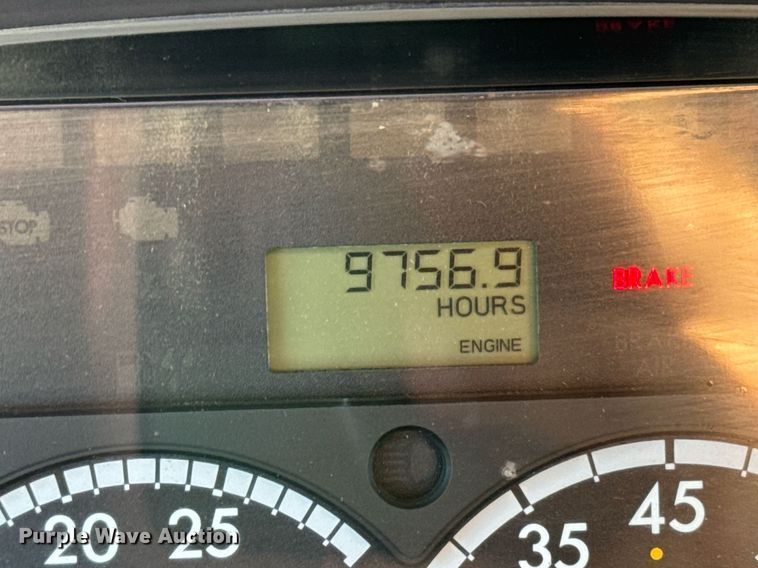 STOP
9756.9
HOURS
ENGINE
BRAKE
20 25
35 45
Purple Wave Auction